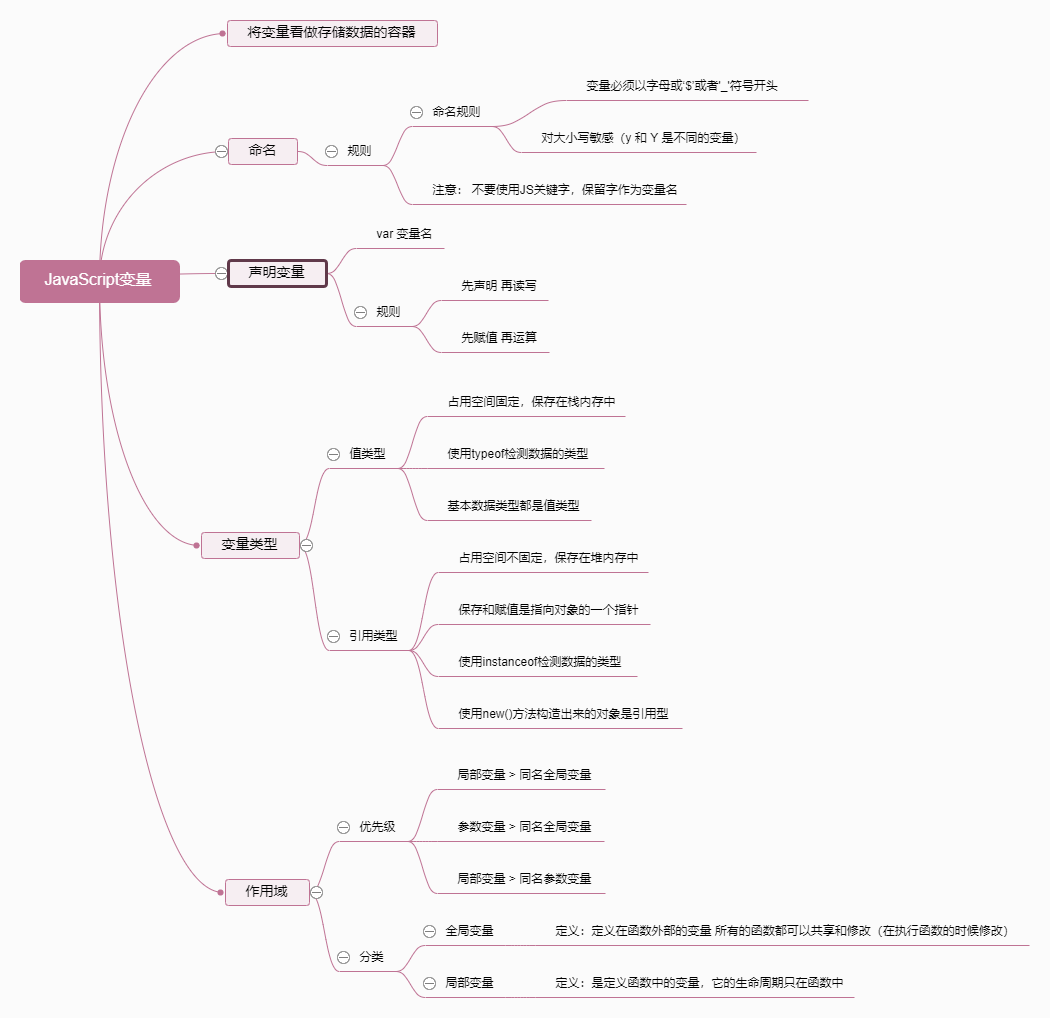 将变量看做存储数据的容器
变量必须以字母或'$'或者'_'符号开头
命名规则
对大小写敏感（y 和 Y 是不同的变量）
命名
规则
注意： 不要使用JS关键字，保留字作为变量名
var 变量名
JavaScript变量
声明变量
先声明 再读写
规则
先赋值 再运算
占用空间固定，保存在栈内存中
值类型
使用typeof检测数据的类型
基本数据类型都是值类型
变量类型
占用空间不固定，保存在堆内存中
保存和赋值是指向对象的一个指针
引用类型
使用instanceof检测数据的类型
使用new()方法构造出来的对象是引用型
局部变量 > 同名全局变量
优先级
参数变量 > 同名全局变量
局部变量 > 同名参数变量
作用域
全局变量
定义：定义在函数外部的变量 所有的函数都可以共享和修改（在执行函数的时候修改）
分类
局部变量
定义：是定义函数中的变量，它的生命周期只在函数中